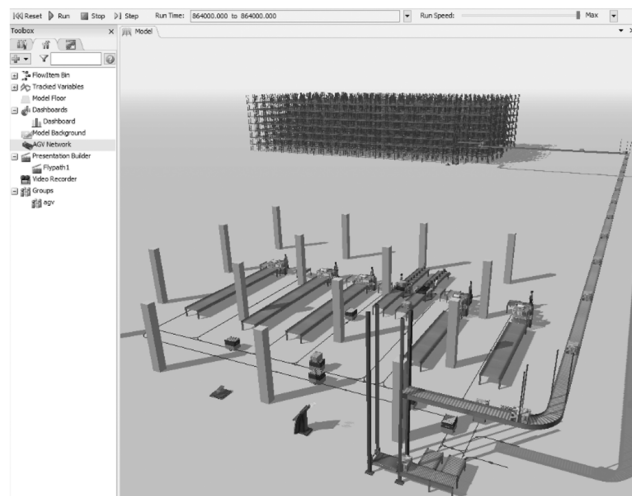 Reset Run Stop Step Run Time: 864000.000 to 864000.000 Run Speed: Max
Toolbox
Model
FlowItem Bin
Tracked Variables
Model Floor
Dashboards
Dashboard
Model Background
AGV Network
Presentation Builder
Flypath1
Video Recorder
Groups
agv